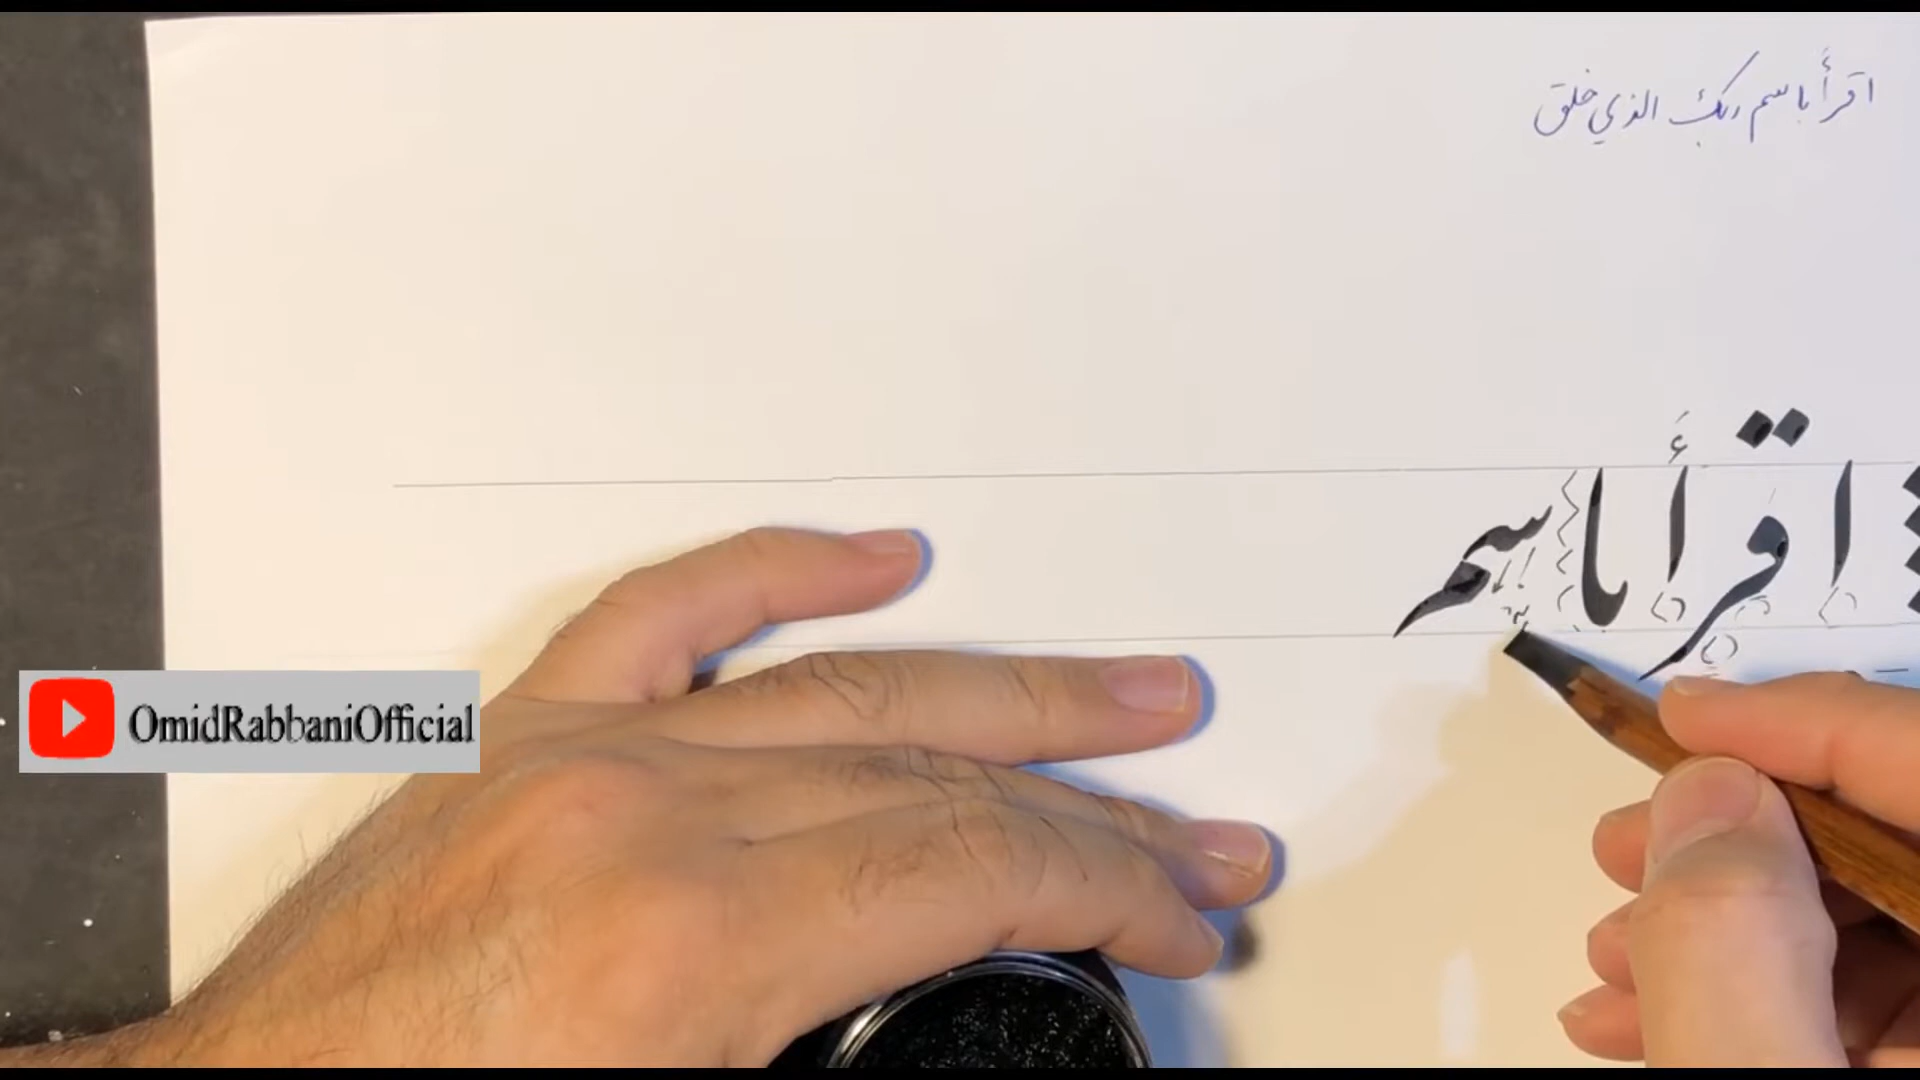 اقرأَ باسم ربك الذي خلق
اقرأَ باسم
OmidRabbaniOfficial